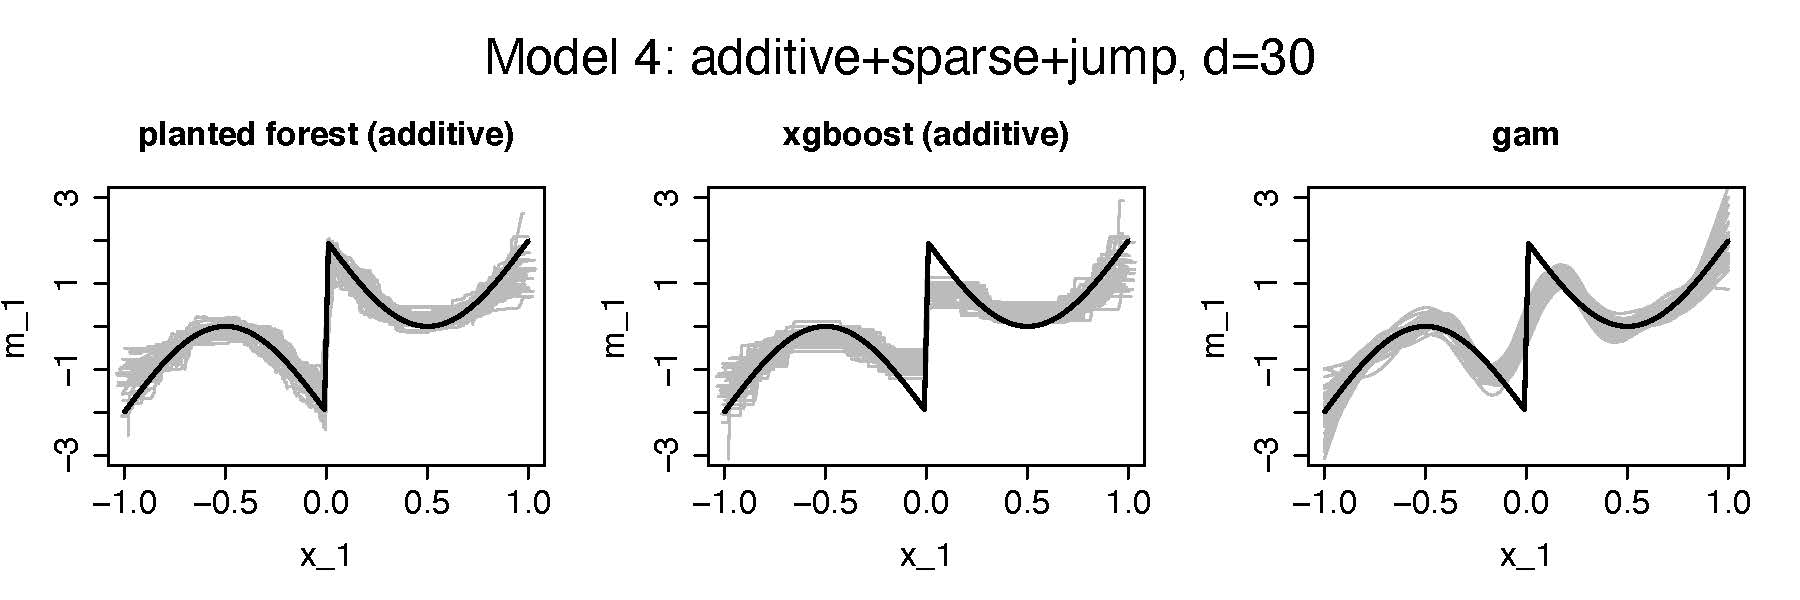 Model 4: additive+sparse+jump, d=30
planted forest (additive)
xgboost (additive)
gam
m_1
3
1
−1
−3
−1.0 −0.5 0.0 0.5 1.0
x_1
m_1
3
1
−1
−3
−1.0 −0.5 0.0 0.5 1.0
x_1
m_1
3
1
−1
−3
−1.0 −0.5 0.0 0.5 1.0
x_1